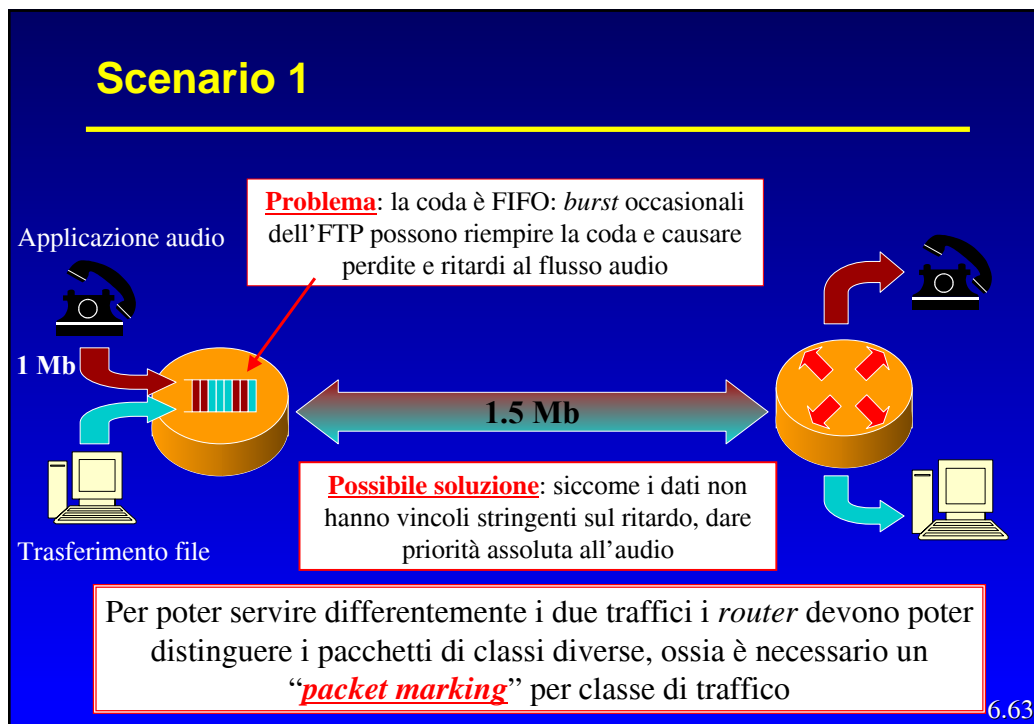 Scenario 1
Problema: la coda è FIFO: burst occasionali
dell'FTP possono riempire la coda e causare
perdite e ritardi al flusso audio
Applicazione audio
1 Mb
1.5 Mb
Possibile soluzione: siccome i dati non
hanno vincoli stringenti sul ritardo, dare
priorità assoluta all'audio
Trasferimento file
Per poter servire differentemente i due traffici i router devono poter
distinguere i pacchetti di classi diverse, ossia è necessario un
“packet marking” per classe di traffico
6.63